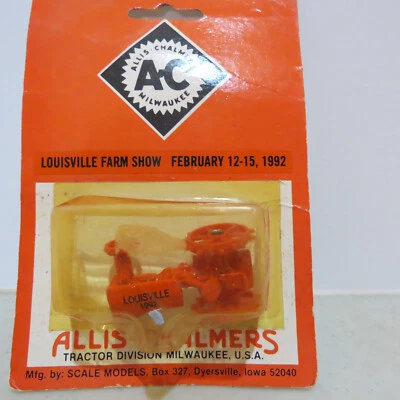 ALLIS-CHALMERS
A-C
MILWAUKEE
LOUISVILLE FARM SHOW FEBRUARY 12-15, 1992
LOUISVILLE
1992
ALLIS-CHALMERS
TRACTOR DIVISION MILWAUKEE, U.S.A.
Mfg. by: SCALE MODELS. Box 327, Dyersville, Iowa 52040